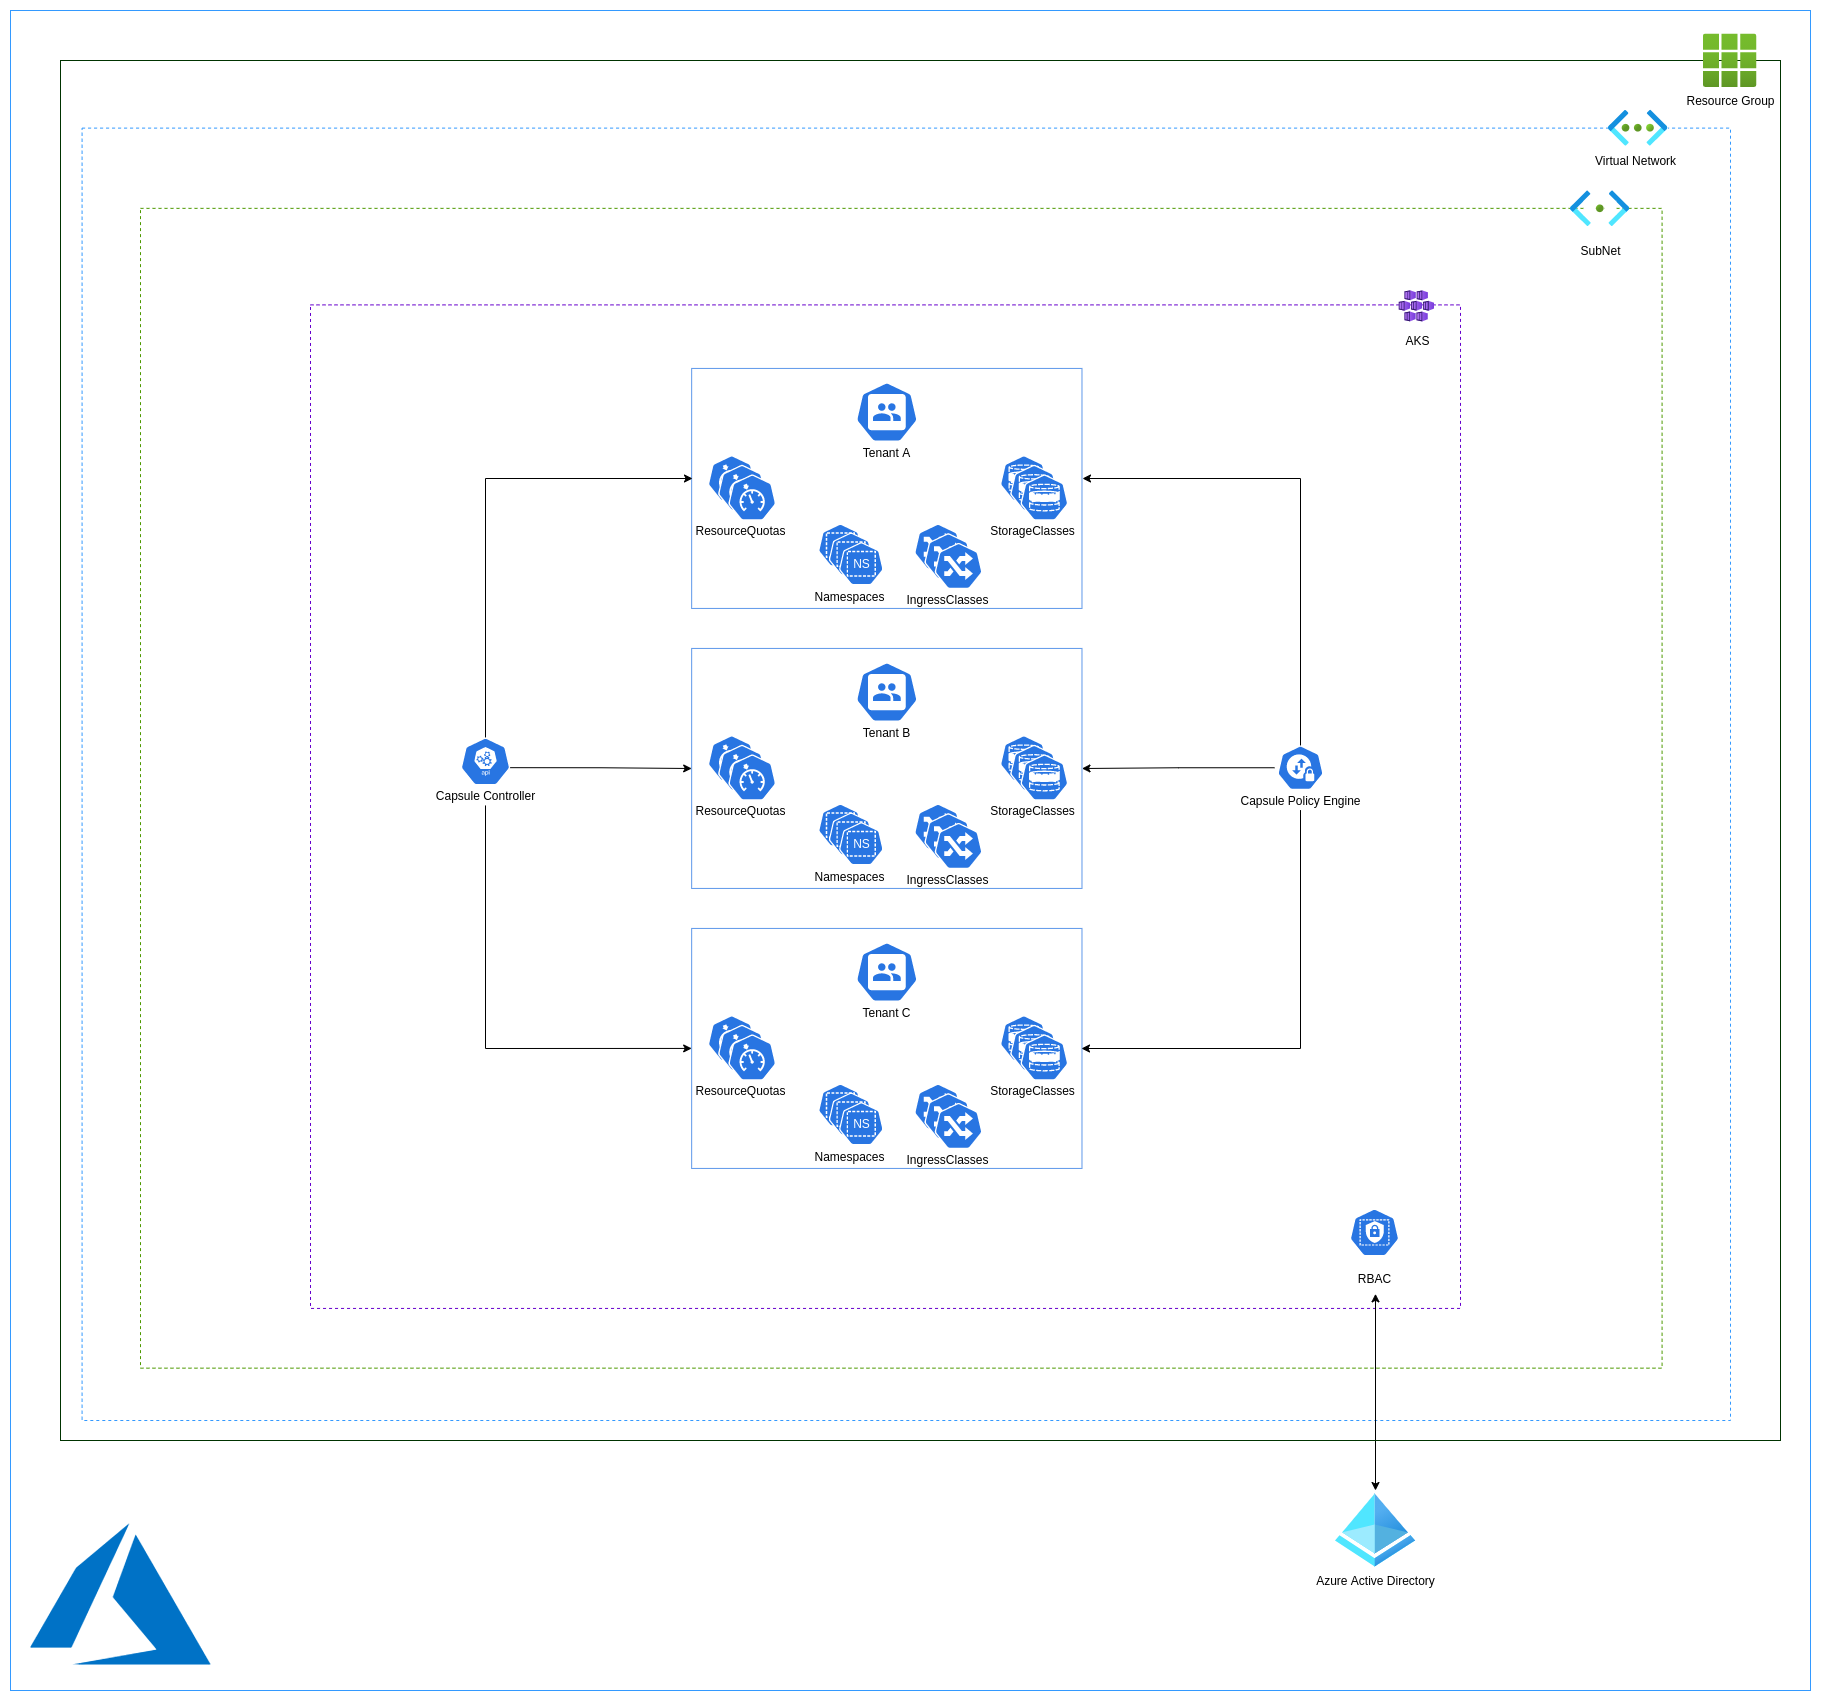 Resource Group
Virtual Network
SubNet
AKS
Tenant A
ResourceQuotas
StorageClasses
NS
Namespaces
IngressClasses
Tenant B
api
Capsule Controller
ResourceQuotas
StorageClasses
Capsule Policy Engine
NS
Namespaces
IngressClasses
Tenant C
ResourceQuotas
StorageClasses
NS
Namespaces
IngressClasses
RBAC
Azure Active Directory